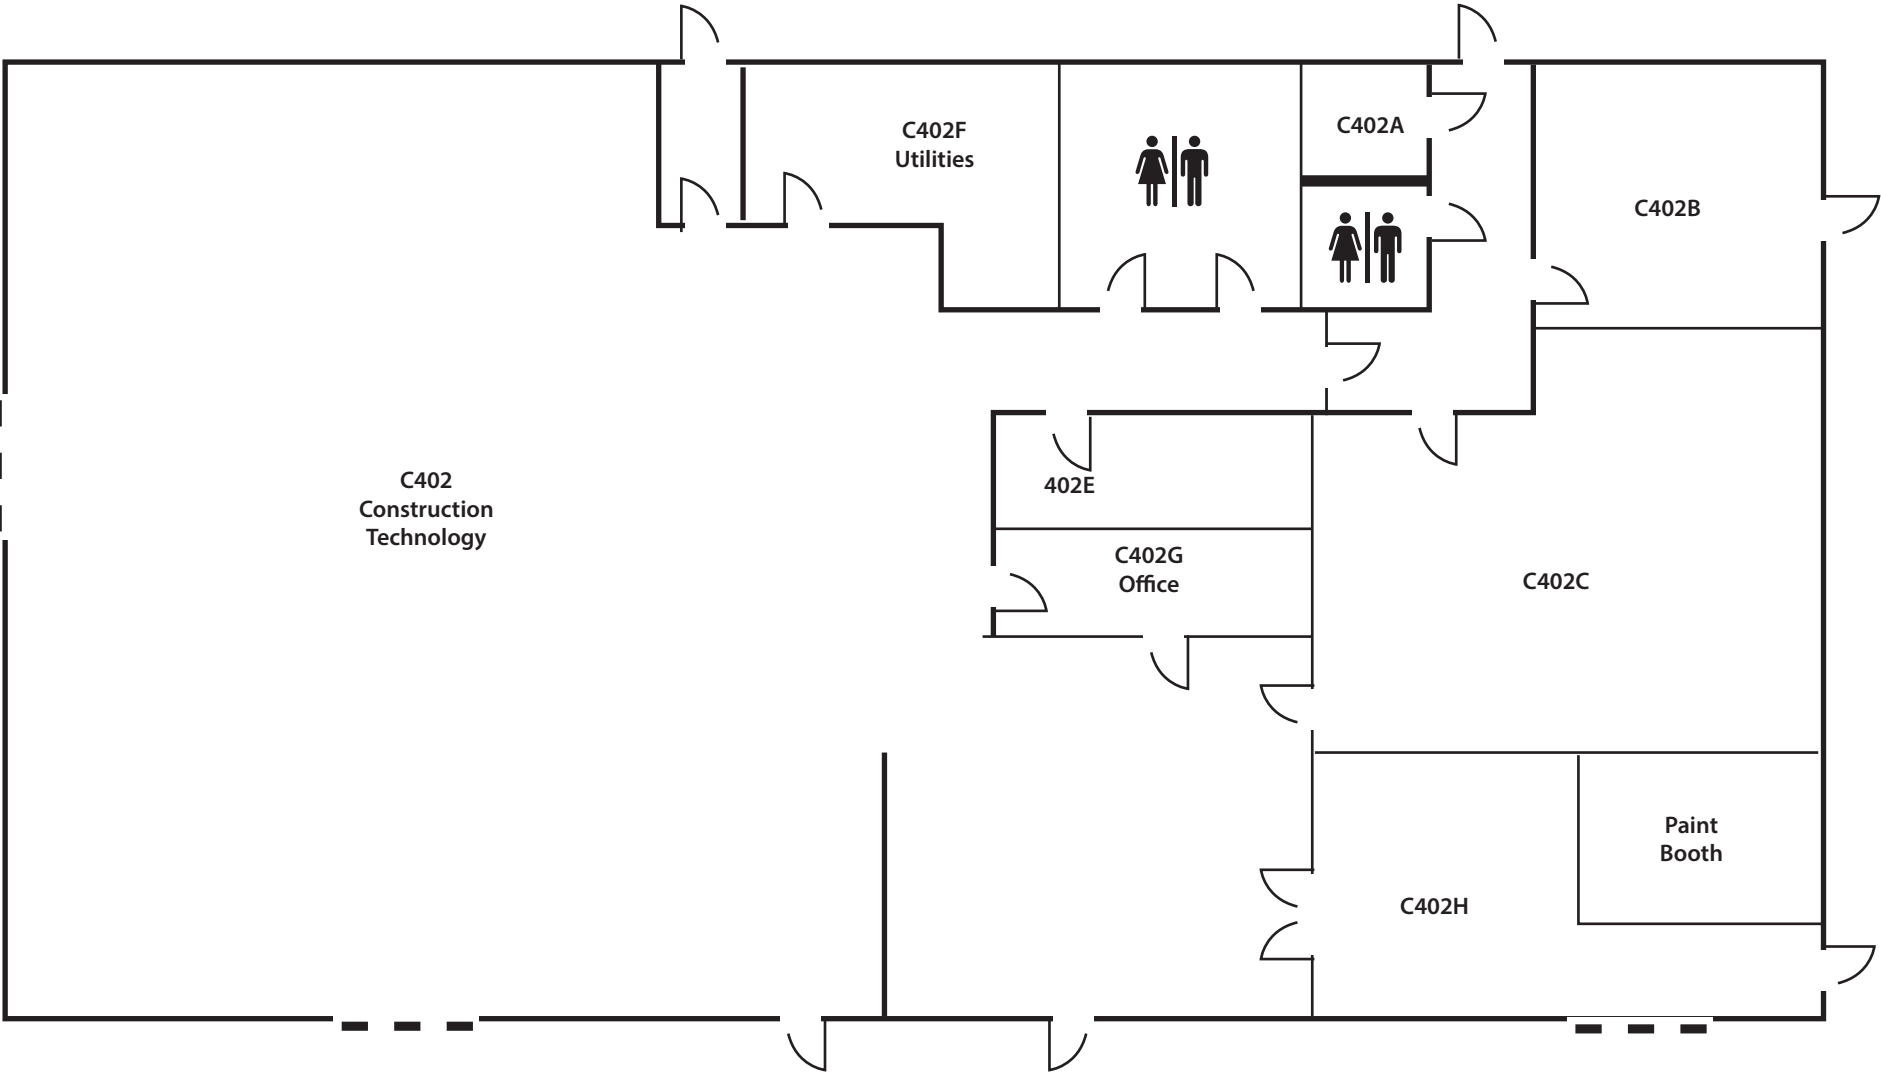 C402F
Utilities
C402A
C402B
C402
Construction
Technology
402E
C402G
Office
C402C
Paint
Booth
C402H